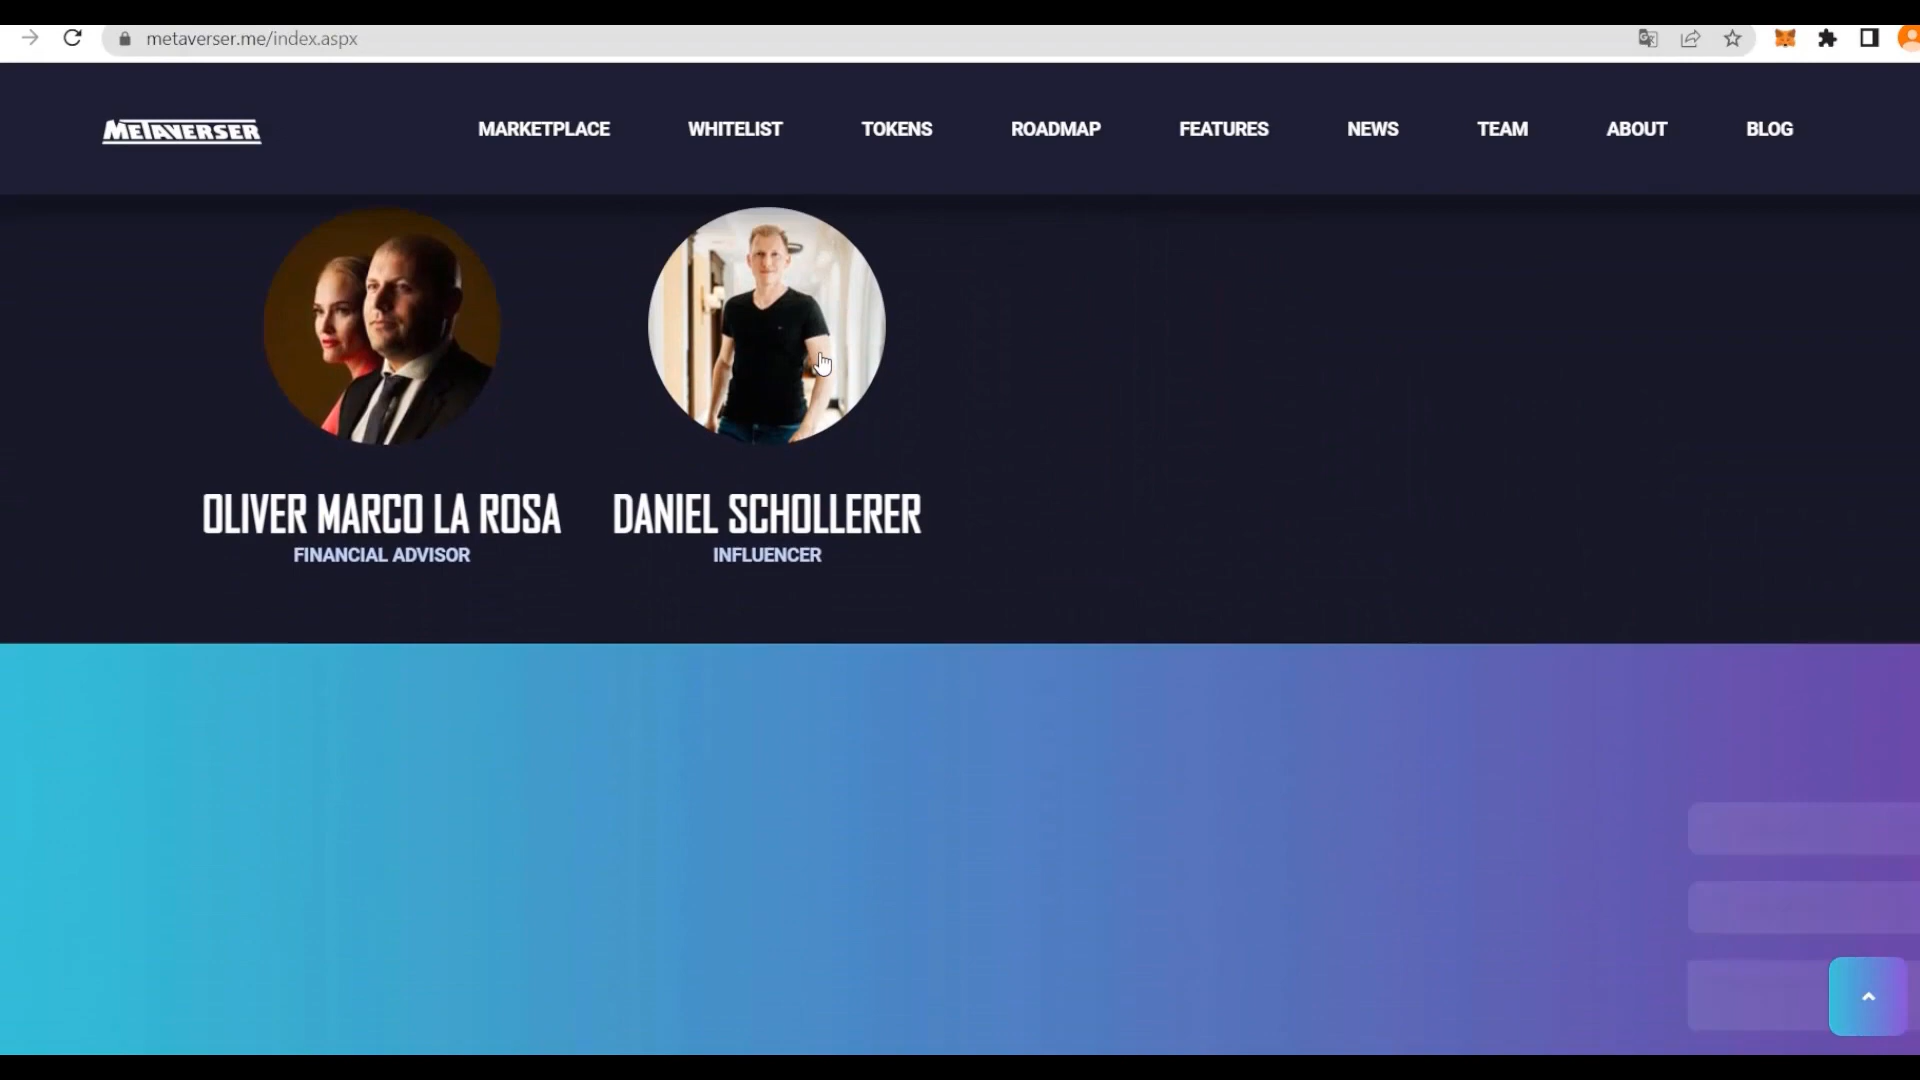 metaverser.me/index.aspx
METAVERSER
MARKETPLACE
WHITELIST
TOKENS
ROADMAP
FEATURES
NEWS
TEAM
ABOUT
BLOG
OLIVER MARCO LA ROSA
FINANCIAL ADVISOR
DANIEL SCHOLLERER
INFLUENCER